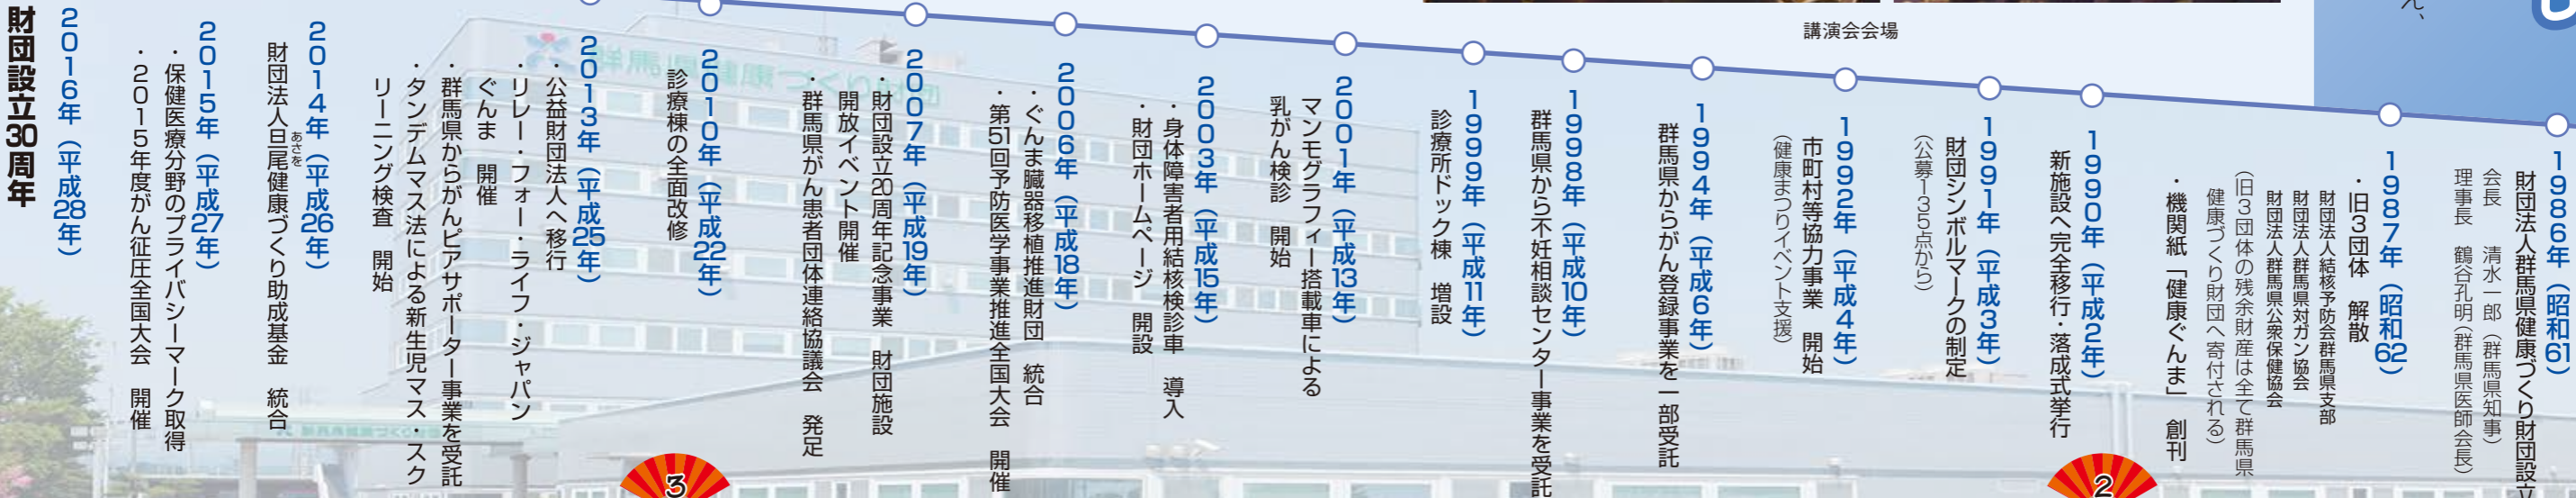 ん、
講演会会場
1986年（昭和61）
財団法人群馬県健康づくり財団設立
会長　清水一郎（群馬県知事）
理事長　鶴谷孔明（群馬県医師会長）
1987年（昭和62）
・旧3団体　解散
財団法人結核予防会群馬県支部
財団法人群馬県対ガン協会
財団法人群馬県公衆保健協会
（旧3団体の残余財産は全て群馬県
健康づくり財団へ寄付される）
・機関紙「健康ぐんま」　創刊
1990年（平成2年）
新施設へ完全移行・落成式挙行
1991年（平成3年）
財団シンボルマークの制定
（公募135点から）
1992年（平成4年）
市町村等協力事業　開始
（健康まつりイベント支援）
1994年（平成6年）
群馬県からがん登録事業を一部受託
1998年（平成10年）
群馬県から不妊相談センター事業を受託
1999年（平成11年）
診療所ドック棟　増設
2001年（平成13年）
マンモグラフィー搭載車による
乳がん検診　開始
2003年（平成15年）
・身体障害者用結核検診車　導入
・財団ホームページ　開設
2006年（平成18年）
・ぐんま臓器移植推進財団　統合
・第51回予防医学事業推進全国大会　開催
2007年（平成19年）
・財団設立20周年記念事業　財団施設
開放イベント開催
・群馬県がん患者団体連絡協議会　発足
2010年（平成22年）
診療棟の全面改修
2013年（平成25年）
・公益財団法人へ移行
・リレー・フォー・ライフ・ジャパン
ぐんま　開催
・群馬県からがんピアサポーター事業を受託
・タンデムマス法による新生児マス・スク
リーニング検査　開始
2014年（平成26年）
財団法人旦尾健康づくり助成基金　統合
あさを
2015年（平成27年）
・保健医療分野のプライバシーマーク取得
・2015年度がん征圧全国大会　開催
2016年（平成28年）
財団設立30周年
群馬県健康づくり財団
3
2